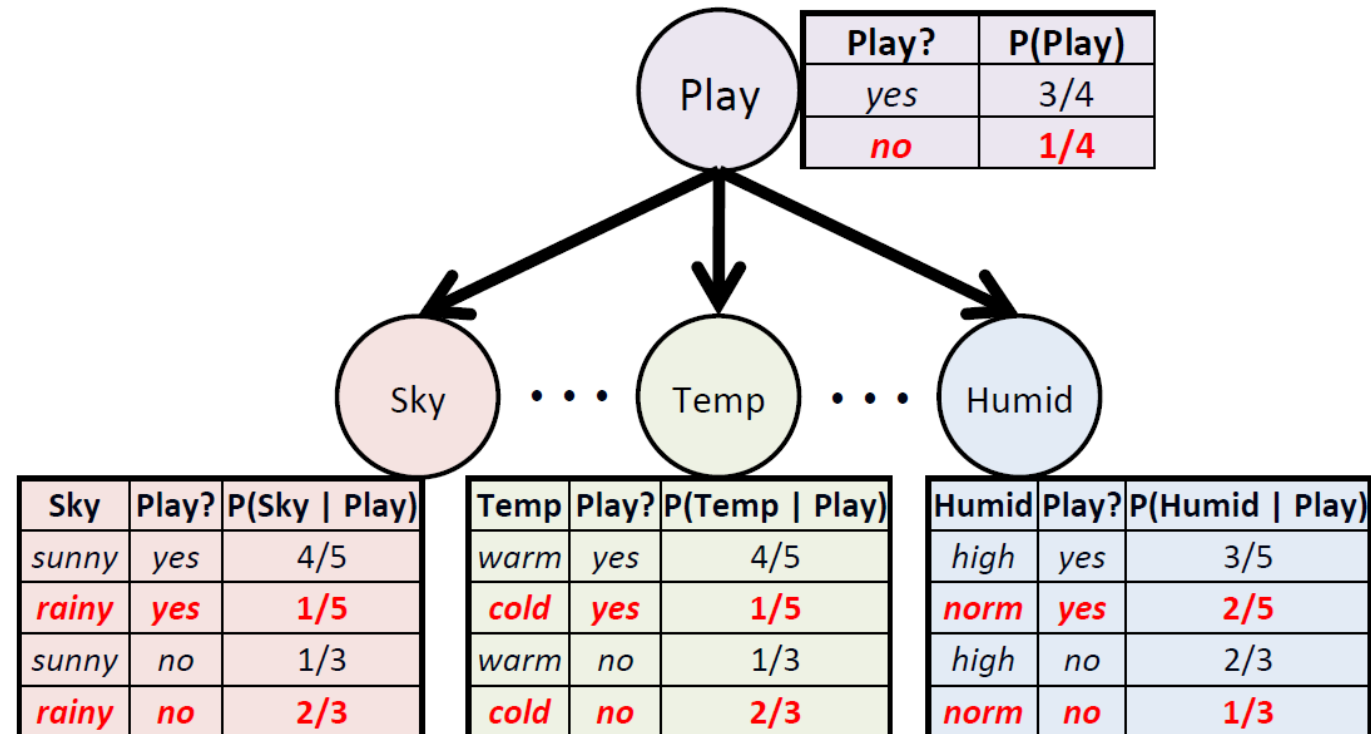 Play
Play? P(Play)
yes 3/4
no 1/4
Sky ... Temp ... Humid
Sky Play? P(Sky | Play)
sunny yes 4/5
rainy yes 1/5
sunny no 1/3
rainy no 2/3
Temp Play? P(Temp | Play)
warm yes 4/5
cold yes 1/5
warm no 1/3
cold no 2/3
Humid Play? P(Humid | Play)
high yes 3/5
norm yes 2/5
high no 2/3
norm no 1/3